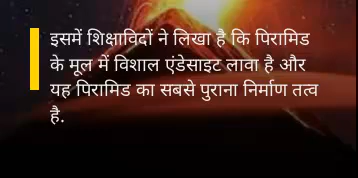 इसमें शिक्षाविदों ने लिखा है कि पिरामिड
के मूल में विशाल एंडेसाइट लावा है और
यह पिरामिड का सबसे पुराना निर्माण तत्व
है.